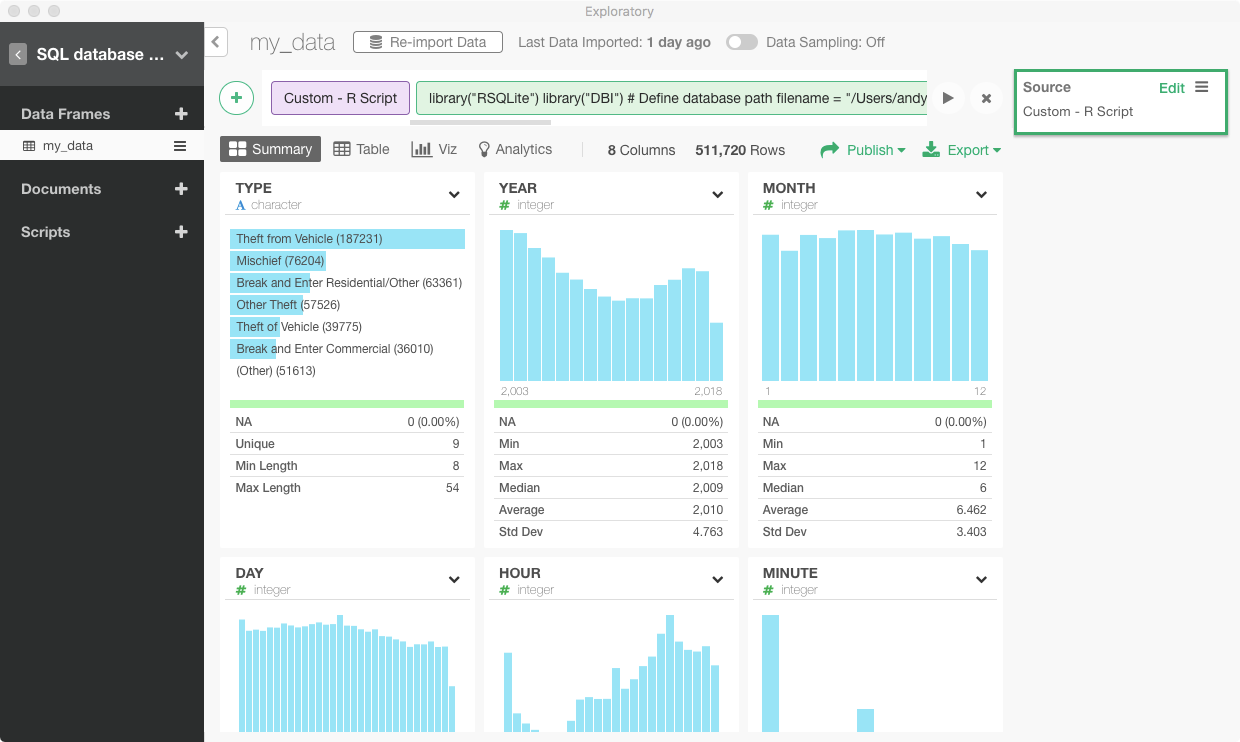 Exploratory
SQL database ...
my_data
Re-import Data
Last Data Imported: 1 day ago
Data Sampling: Off
Data Frames
my_data
Documents
Scripts
Custom - R Script
library("RSQLite") library("DBI") # Define database path filename = "/Users/andy
Source
Edit
Custom - R Script
Summary
Table
Viz
Analytics
8 Columns
511,720 Rows
Publish
Export
TYPE
A character
Theft from Vehicle (187231)
Mischief (76204)
Break and Enter Residential/Other (63361)
Other Theft (57526)
Theft of Vehicle (39775)
Break and Enter Commercial (36010)
(Other) (51613)
NA 0 (0.00%)
Unique 9
Min Length 8
Max Length 54
YEAR
# integer
2,003 2,018
NA 0 (0.00%)
Min 2,003
Max 2,018
Median 2,009
Average 2,010
Std Dev 4.763
MONTH
# integer
1 12
NA 0 (0.00%)
Min 1
Max 12
Median 6
Average 6.462
Std Dev 3.403
DAY
# integer
HOUR
# integer
MINUTE
# integer